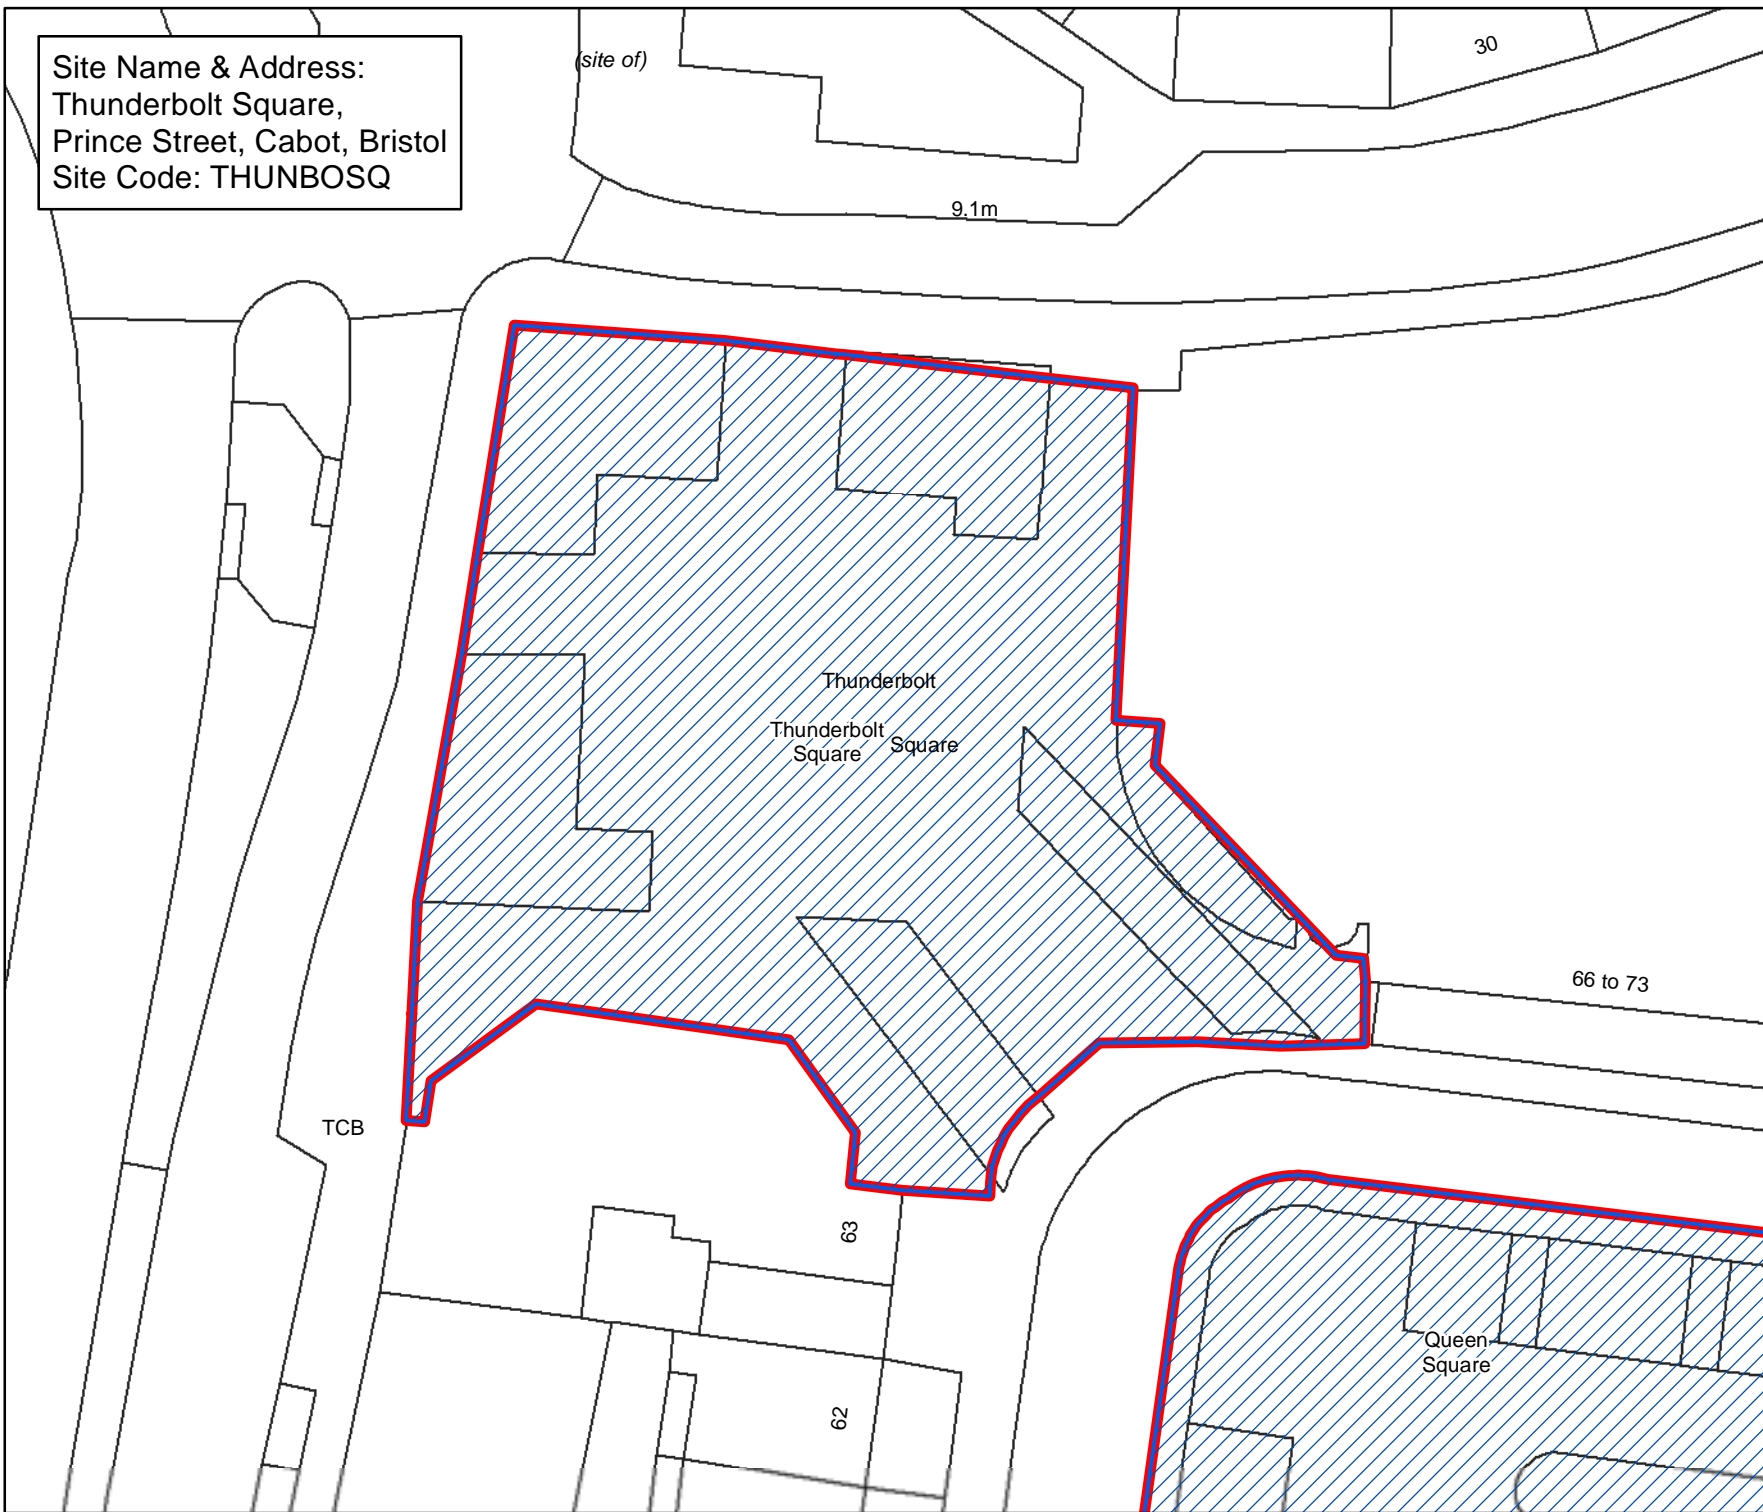 Site Name & Address:
Thunderbolt Square,
Prince Street, Cabot, Bristol
Site Code: THUNBOSQ
(site of)
30
9.1m
Thunderbolt
Square
Thunderbolt
Square
66 to 73
TCB
63
Queen
Square
62